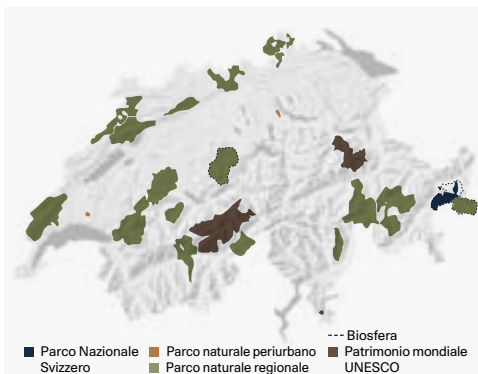 --- Biosfera
Parco Nazionale Svizzero
Parco naturale periurbano
Parco naturale regionale
Patrimonio mondiale UNESCO